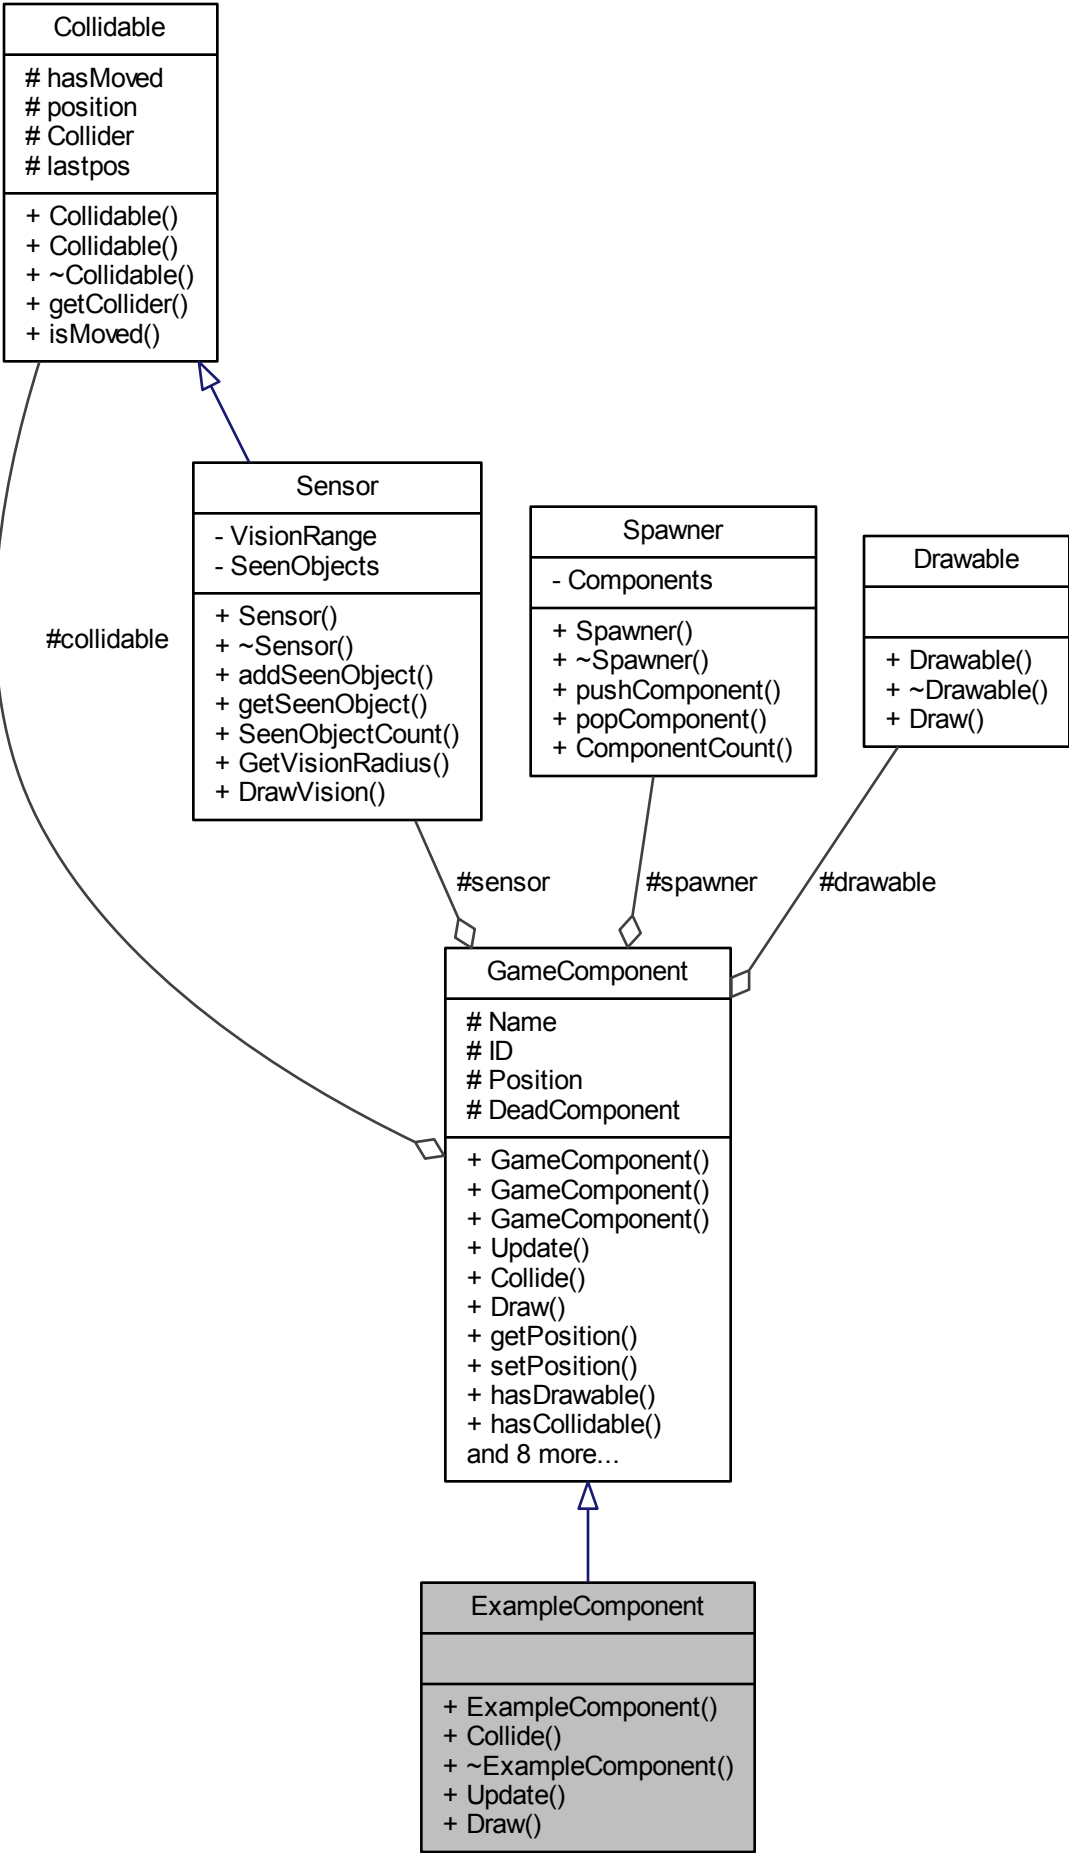 Collidable
# hasMoved
# position
# Collider
# lastpos
+ Collidable()
+ Collidable()
+ ~Collidable()
+ getCollider()
+ isMoved()
Sensor
- VisionRange
- SeenObjects
+ Sensor()
+ ~Sensor()
+ addSeenObject()
+ getSeenObject()
+ SeenObjectCount()
+ GetVisionRadius()
+ DrawVision()
Spawner
- Components
+ Spawner()
+ ~Spawner()
+ pushComponent()
+ popComponent()
+ ComponentCount()
Drawable
+ Drawable()
+ ~Drawable()
+ Draw()
#collidable
#sensor
#spawner
#drawable
GameComponent
# Name
# ID
# Position
# DeadComponent
+ GameComponent()
+ GameComponent()
+ GameComponent()
+ Update()
+ Collide()
+ Draw()
+ getPosition()
+ setPosition()
+ hasDrawable()
+ hasCollidable()
and 8 more...
ExampleComponent
+ ExampleComponent()
+ Collide()
+ ~ExampleComponent()
+ Update()
+ Draw()